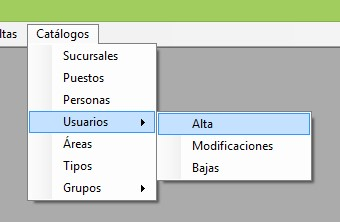 ltas Catálogos
Sucursales
Puestos
Personas
Usuarios
Áreas
Tipos
Grupos
Alta
Modificaciones
Bajas